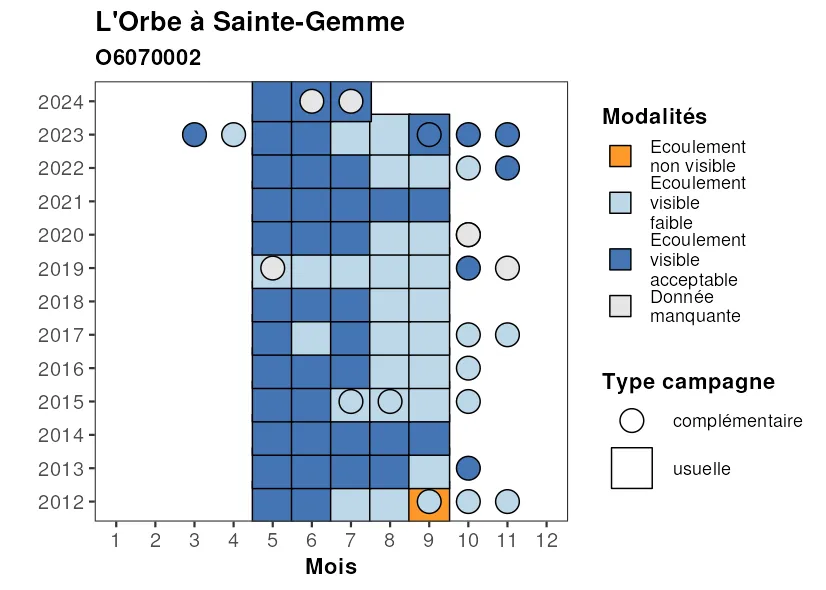 L'Orbe à Sainte-Gemme
O6070002
2024
2023
2022
2021
2020
2019
2018
2017
2016
2015
2014
2013
2012
1 2 3 4 5 6 7 8 9 10 11 12
Mois
Modalités
Ecoulement
non visible
Ecoulement
visible
faible
Ecoulement
visible
acceptable
Donnée
manquante
Type campagne
complémentaire
usuelle